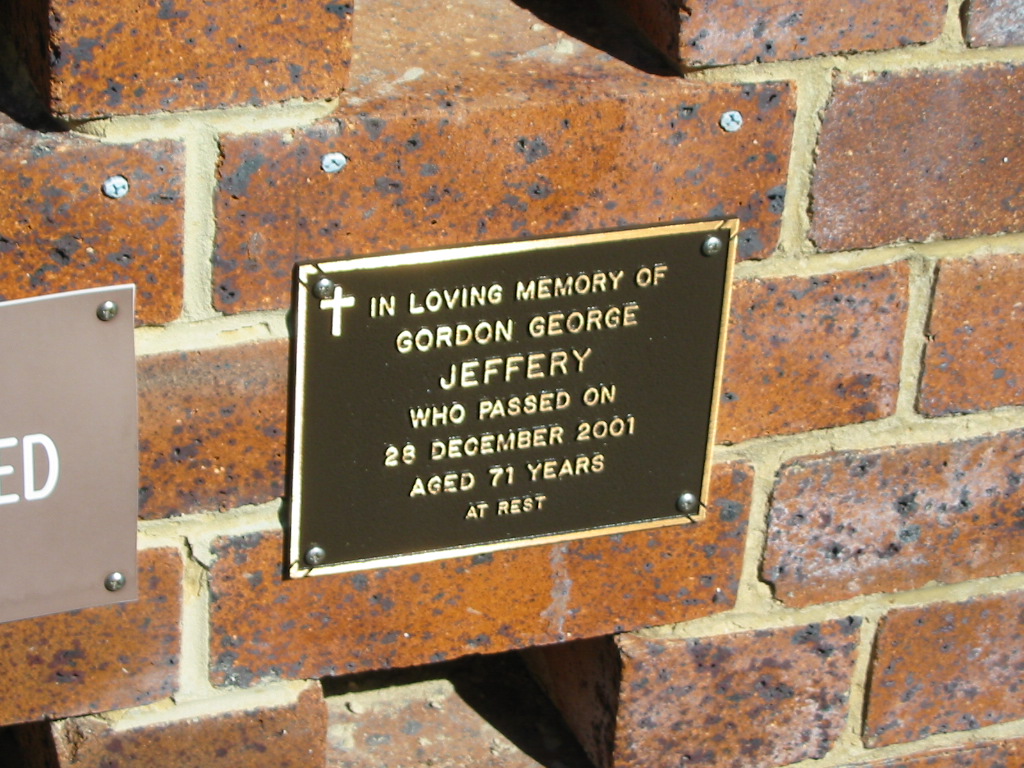 ED
IN LOVING MEMORY OF
GORDON GEORGE
JEFFERY
WHO PASSED ON
28 DECEMBER 2001
AGED 71 YEARS
AT REST